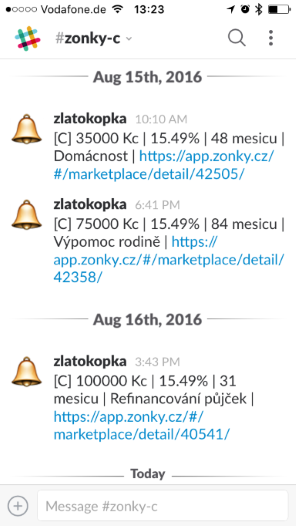 Vodafone.de 13:23
#zonky-c
Aug 15th, 2016
zlatokopka 10:10 AM
[C] 35000 Kc | 15.49% | 48 mesicu |
Domácnost | https://app.zonky.cz/
#/marketplace/detail/42505/
zlatokopka 6:41 PM
[C] 75000 Kc | 15.49% | 84 mesicu |
Výpomoc rodině | https://
app.zonky.cz/#/marketplace/detail/
42358/
Aug 16th, 2016
zlatokopka 3:43 PM
[C] 100000 Kc | 15.49% | 31
mesicu | Refinancování půjček |
https://app.zonky.cz/#/
marketplace/detail/40541/
Today
Message #zonky-c